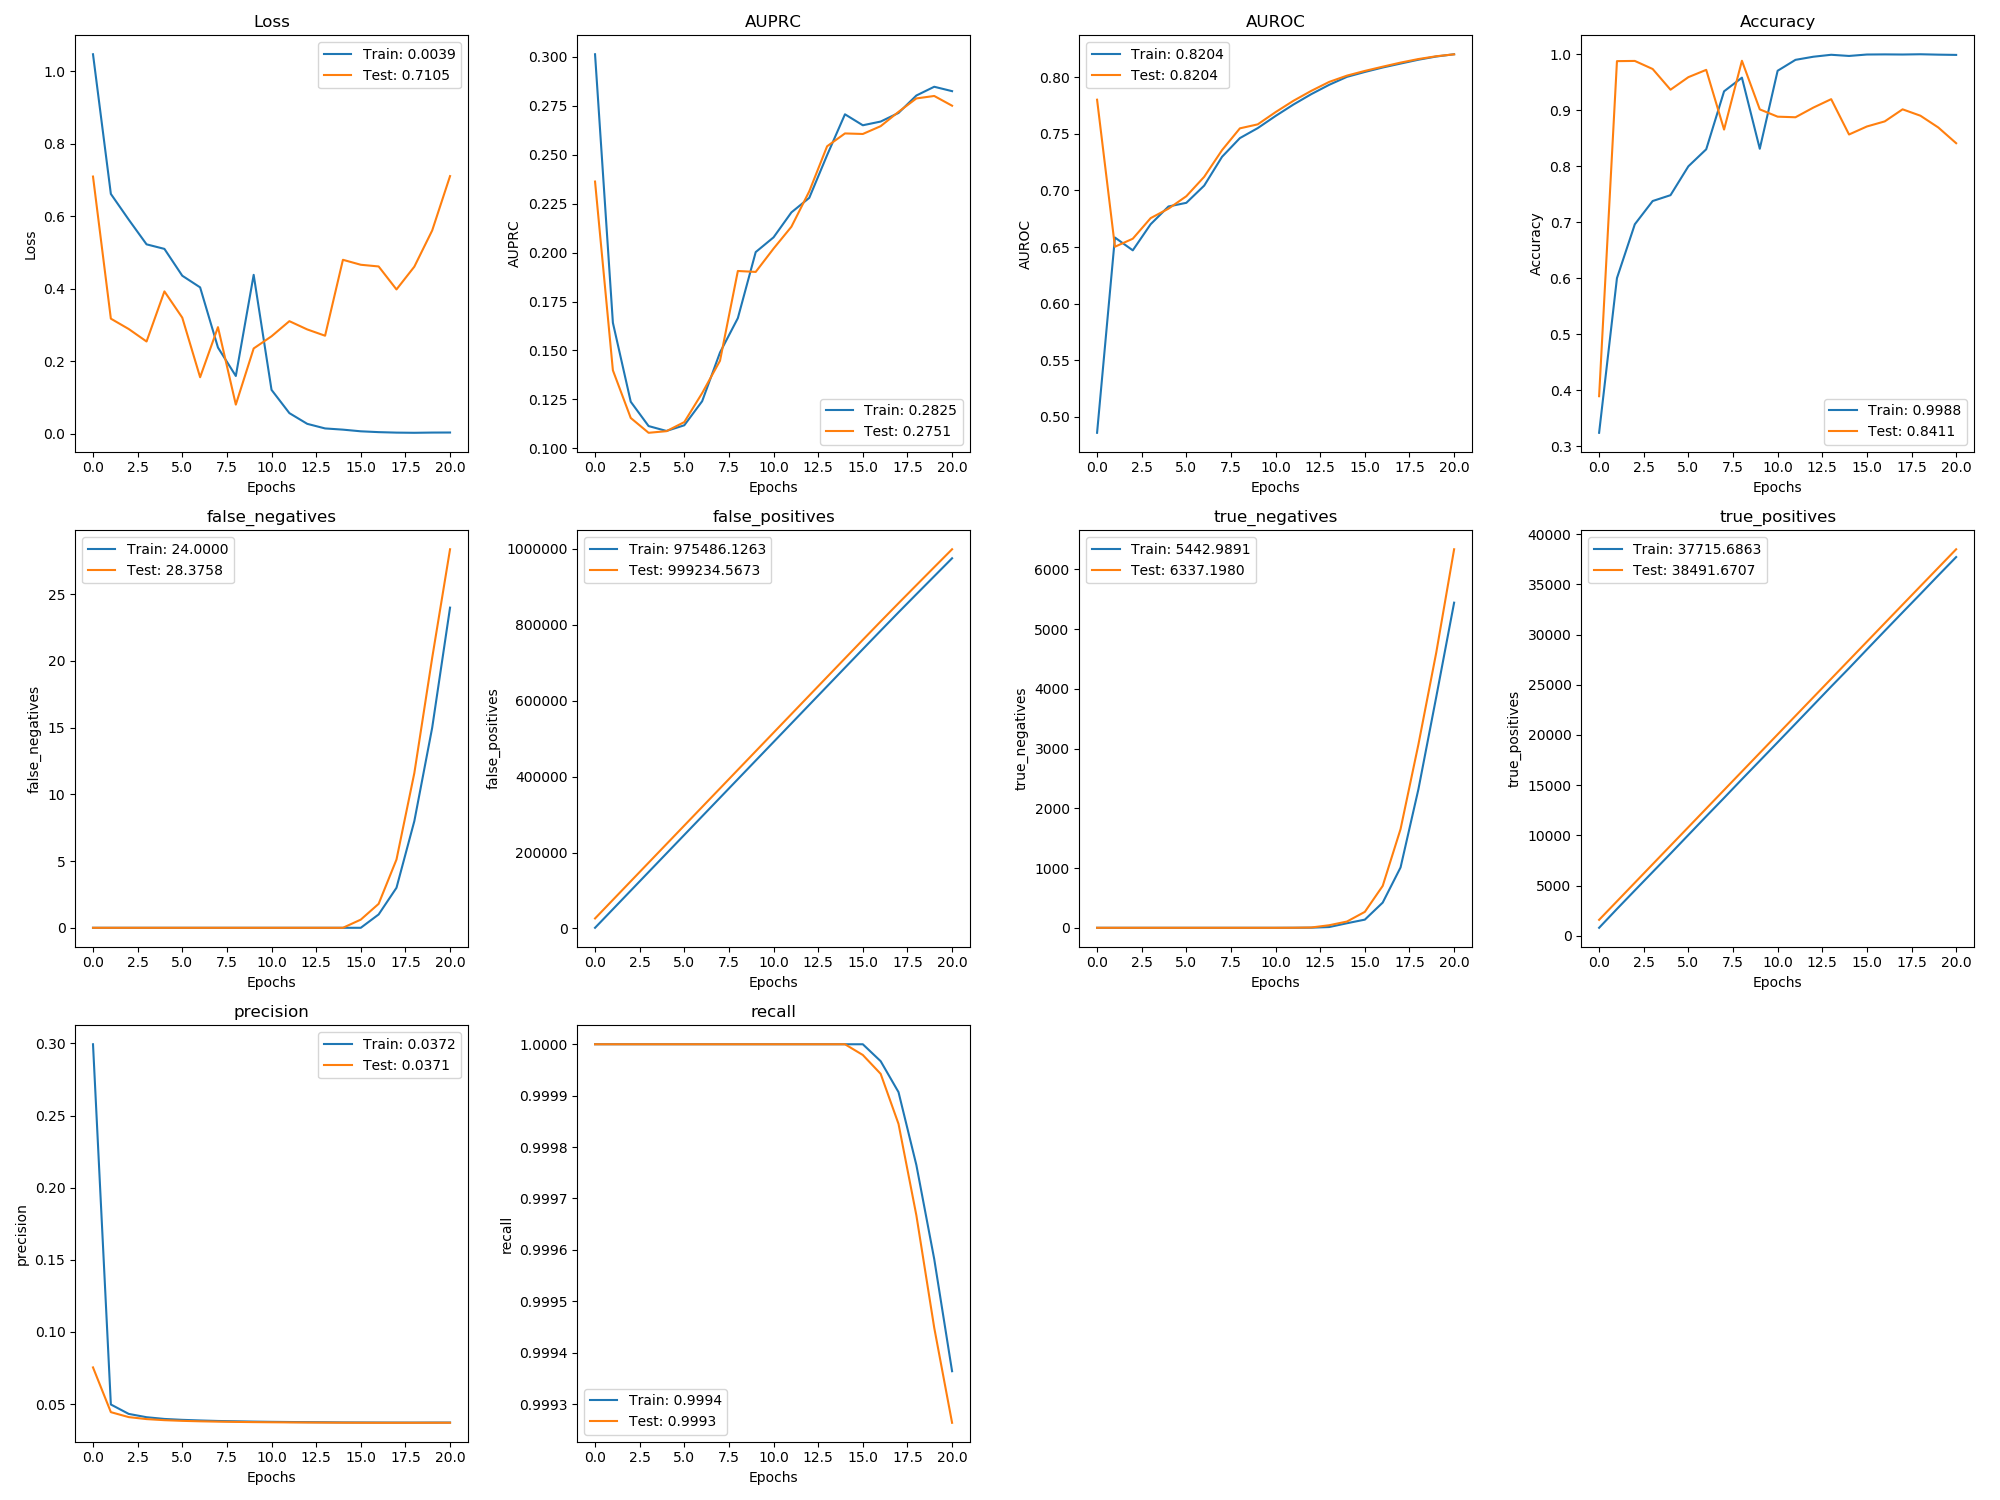 Loss
Train: 0.0039
Test: 0.7105
1.0
0.8
0.6
0.4
0.2
0.0
Loss
0.0 2.5 5.0 7.5 10.0 12.5 15.0 17.5 20.0
Epochs
AUPRC
0.300
0.275
0.250
0.225
0.200
0.175
0.150
0.125
0.100
AUPRC
Train: 0.2825
Test: 0.2751
0.0 2.5 5.0 7.5 10.0 12.5 15.0 17.5 20.0
Epochs
AUROC
Train: 0.8204
Test: 0.8204
0.80
0.75
0.70
0.65
0.60
0.55
0.50
AUROC
0.0 2.5 5.0 7.5 10.0 12.5 15.0 17.5 20.0
Epochs
Accuracy
1.0
0.9
0.8
0.7
0.6
0.5
0.4
0.3
Accuracy
Train: 0.9988
Test: 0.8411
0.0 2.5 5.0 7.5 10.0 12.5 15.0 17.5 20.0
Epochs
false_negatives
Train: 24.0000
Test: 28.3758
25
20
15
10
5
0
false_negatives
0.0 2.5 5.0 7.5 10.0 12.5 15.0 17.5 20.0
Epochs
false_positives
Train: 975486.1263
Test: 999234.5673
1000000
800000
600000
400000
200000
0
false_positives
0.0 2.5 5.0 7.5 10.0 12.5 15.0 17.5 20.0
Epochs
true_negatives
Train: 5442.9891
Test: 6337.1980
6000
5000
4000
3000
2000
1000
0
true_negatives
0.0 2.5 5.0 7.5 10.0 12.5 15.0 17.5 20.0
Epochs
true_positives
Train: 37715.6863
Test: 38491.6707
40000
35000
30000
25000
20000
15000
10000
5000
0
true_positives
0.0 2.5 5.0 7.5 10.0 12.5 15.0 17.5 20.0
Epochs
precision
Train: 0.0372
Test: 0.0371
0.30
0.25
0.20
0.15
0.10
0.05
precision
0.0 2.5 5.0 7.5 10.0 12.5 15.0 17.5 20.0
Epochs
recall
1.0000
0.9999
0.9998
0.9997
0.9996
0.9995
0.9994
0.9993
recall
Train: 0.9994
Test: 0.9993
0.0 2.5 5.0 7.5 10.0 12.5 15.0 17.5 20.0
Epochs